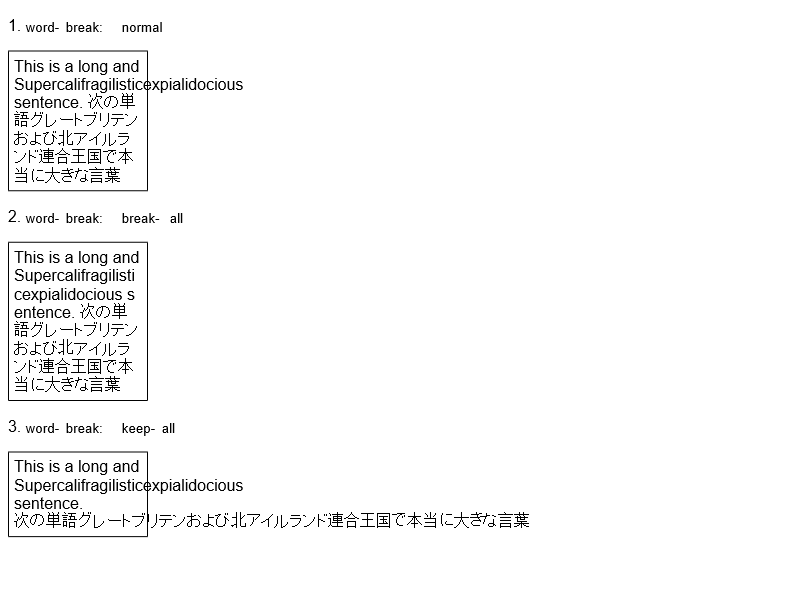 1. word-break: normal
This is a long and
Supercalifragilisticexpialidocious
sentence. 次の単
語グレートブリテン
および北アイルラ
ンド連合王国で本
当に大きな言葉
2. word-break: break-all
This is a long and
Supercalifragilisti
cexpialidocious s
entence. 次の単
語グレートブリテン
および北アイルラ
ンド連合王国で本
当に大きな言葉
3. word-break: keep-all
This is a long and
Supercalifragilisticexpialidocious
sentence.
次の単語グレートブリテンおよび北アイルランド連合王国で本当に大きな言葉